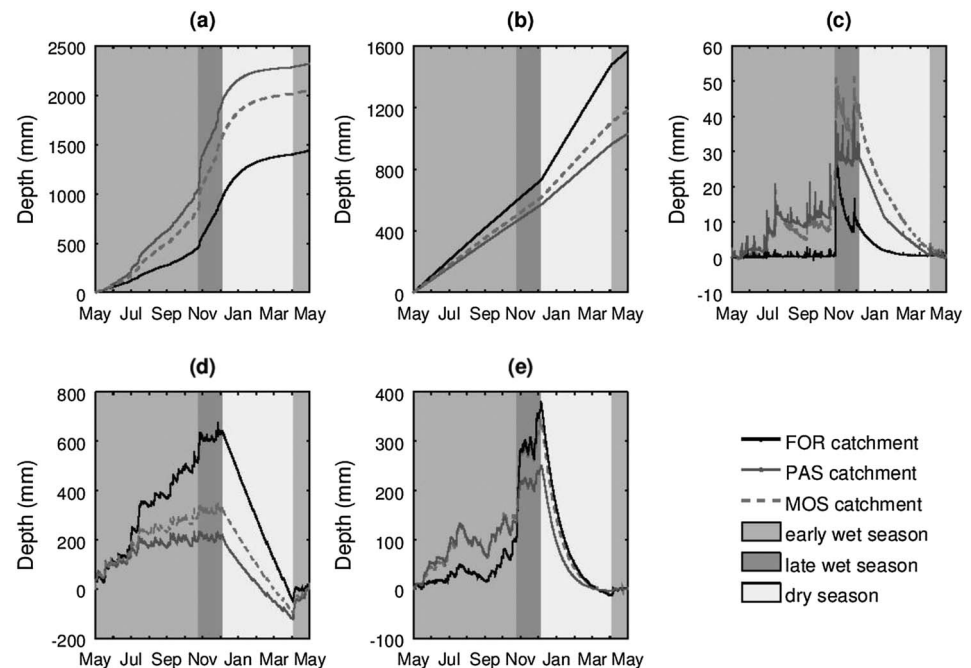 (a)
Depth (mm)
2500
2000
1500
1000
500
0
May Jul Sep Nov Jan Mar May
(b)
Depth (mm)
1600
1200
800
400
0
May Jul Sep Nov Jan Mar May
(c)
Depth (mm)
60
50
40
30
20
10
0
-10
May Jul Sep Nov Jan Mar May
(d)
Depth (mm)
800
600
400
200
0
-200
May Jul Sep Nov Jan Mar May
(e)
Depth (mm)
400
300
200
100
0
-100
May Jul Sep Nov Jan Mar May
FOR catchment
PAS catchment
MOS catchment
early wet season
late wet season
dry season